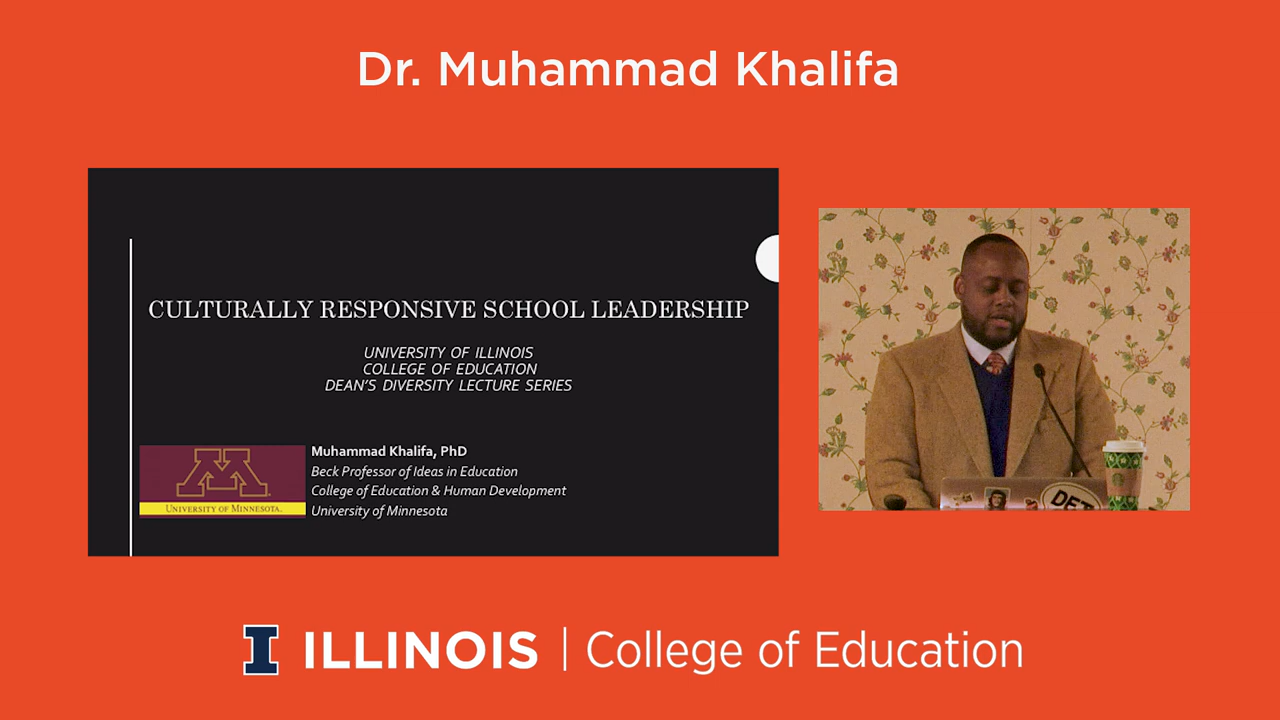 Dr. Muhammad Khalifa
CULTURALLY RESPONSIVE SCHOOL LEADERSHIP
UNIVERSITY OF ILLINOIS
COLLEGE OF EDUCATION
DEAN'S DIVERSITY LECTURE SERIES
Muhammad Khalifa, PhD
Beck Professor of Ideas in Education
College of Education & Human Development
University of Minnesota
M
UNIVERSITY OF MINNESOTA.
DET
I ILLINOIS | College of Education